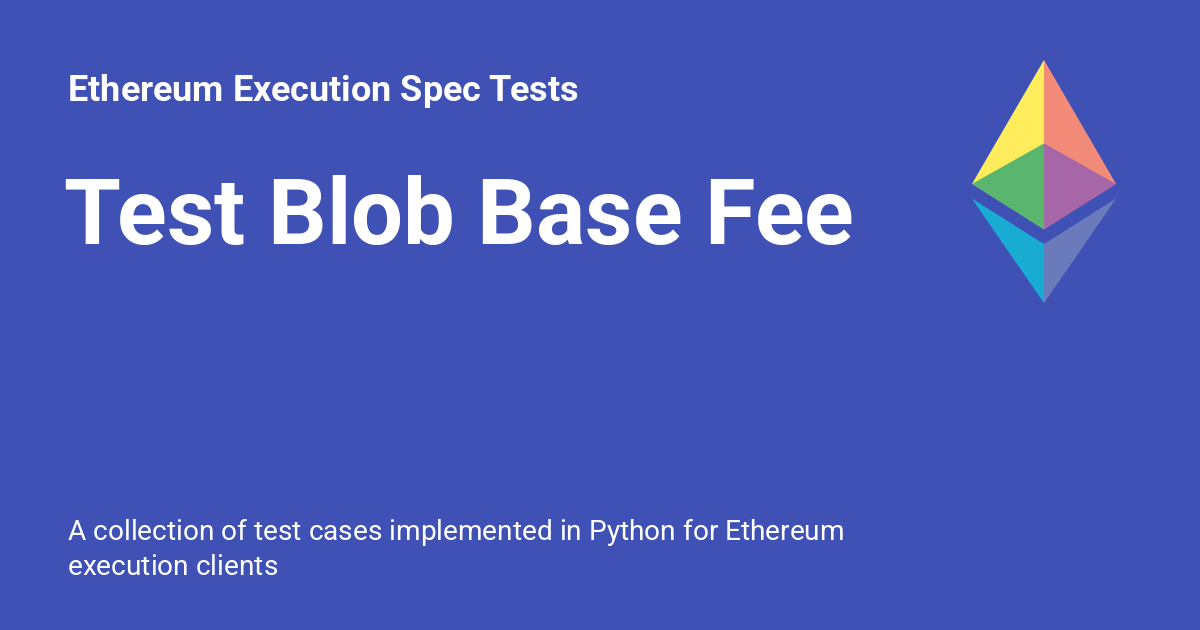 Ethereum Execution Spec Tests
Test Blob Base Fee
A collection of test cases implemented in Python for Ethereum
execution clients